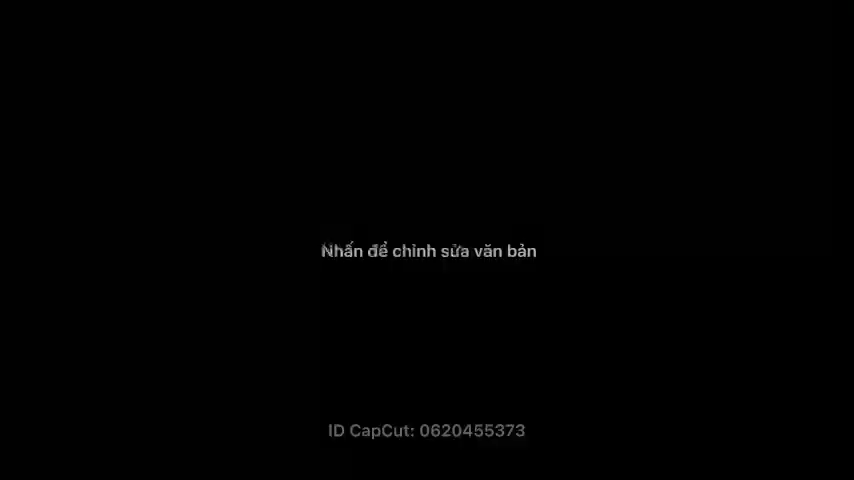 Nhấn để chỉnh sửa văn bản
ID CapCut: 0620455373